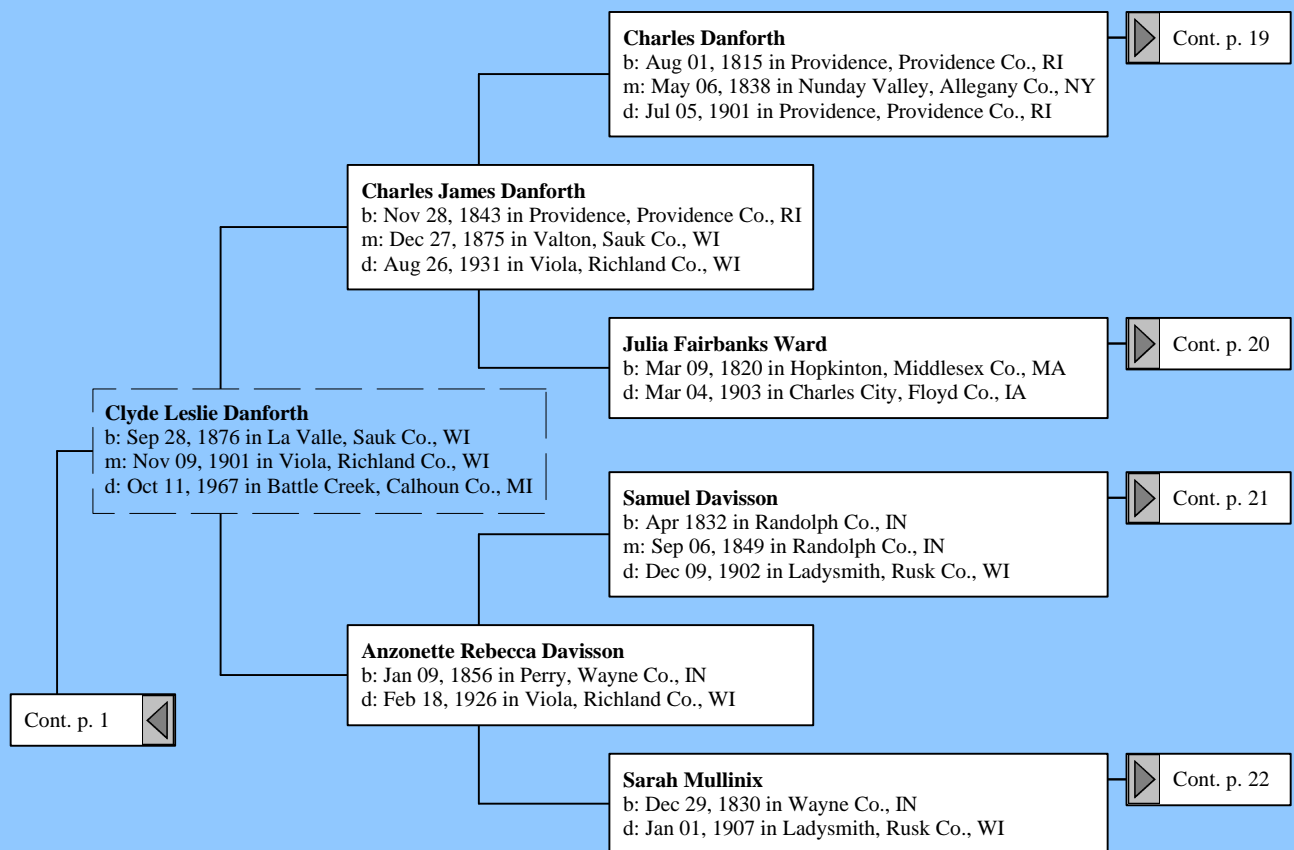 Charles Danforth
b: Aug 01, 1815 in Providence, Providence Co., RI
m: May 06, 1838 in Nunday Valley, Allegany Co., NY
d: Jul 05, 1901 in Providence, Providence Co., RI
Cont. p. 19
Charles James Danforth
b: Nov 28, 1843 in Providence, Providence Co., RI
m: Dec 27, 1875 in Valton, Sauk Co., WI
d: Aug 26, 1931 in Viola, Richland Co., WI
Julia Fairbanks Ward
b: Mar 09, 1820 in Hopkinton, Middlesex Co., MA
d: Mar 04, 1903 in Charles City, Floyd Co., IA
Cont. p. 20
Clyde Leslie Danforth
b: Sep 28, 1876 in La Valle, Sauk Co., WI
m: Nov 09, 1901 in Viola, Richland Co., WI
d: Oct 11, 1967 in Battle Creek, Calhoun Co., MI
Samuel Davisson
b: Apr 1832 in Randolph Co., IN
m: Sep 06, 1849 in Randolph Co., IN
d: Dec 09, 1902 in Ladysmith, Rusk Co., WI
Cont. p. 21
Anzonette Rebecca Davisson
b: Jan 09, 1856 in Perry, Wayne Co., IN
d: Feb 18, 1926 in Viola, Richland Co., WI
Cont. p. 1
Sarah Mullinix
b: Dec 29, 1830 in Wayne Co., IN
d: Jan 01, 1907 in Ladysmith, Rusk Co., WI
Cont. p. 22